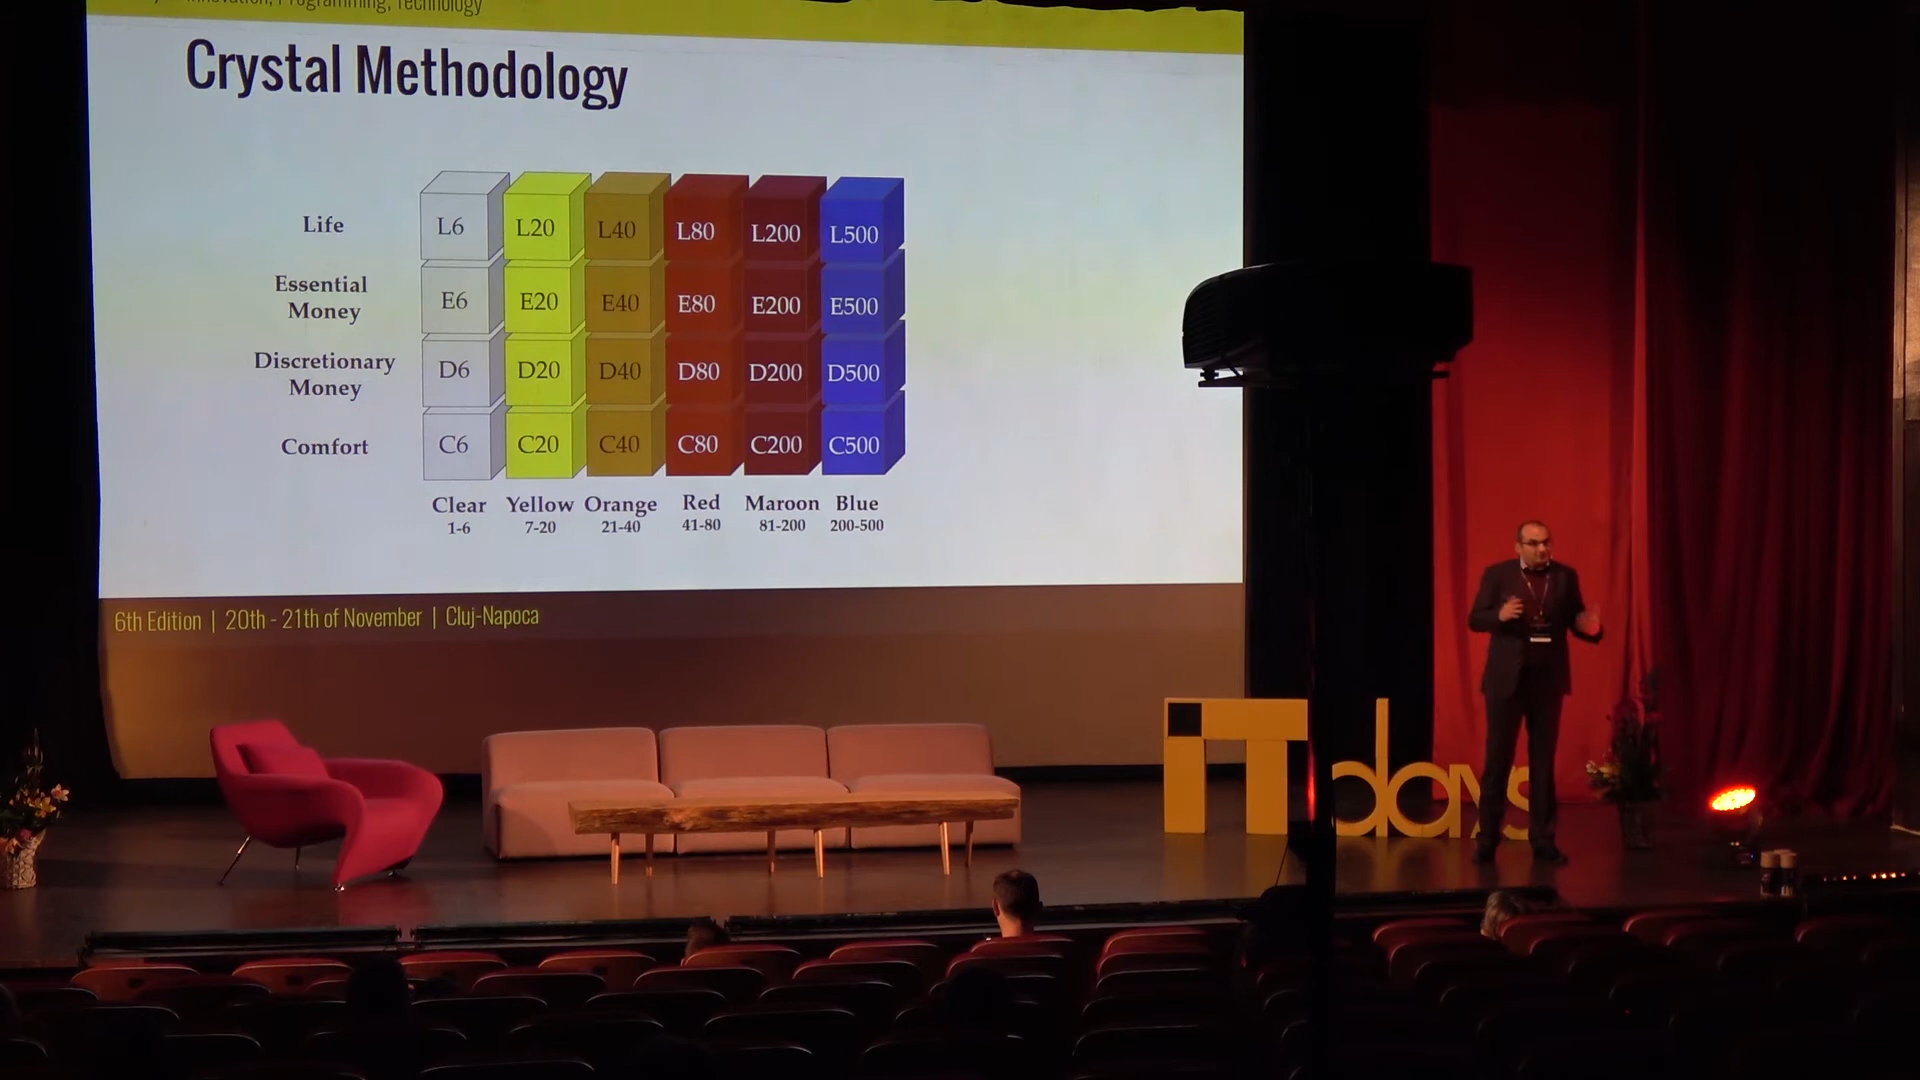 Innovation, Programming, Technology
Crystal Methodology
Life L6 L20 L40 L80 L200 L500
Essential Money E6 E20 E40 E80 E200 E500
Discretionary Money D6 D20 D40 D80 D200 D500
Comfort C6 C20 C40 C80 C200 C500
Clear Yellow Orange Red Maroon Blue
1-6 7-20 21-40 41-80 81-200 200-500
6th Edition | 20th - 21th of November | Cluj-Napoca
iTdays